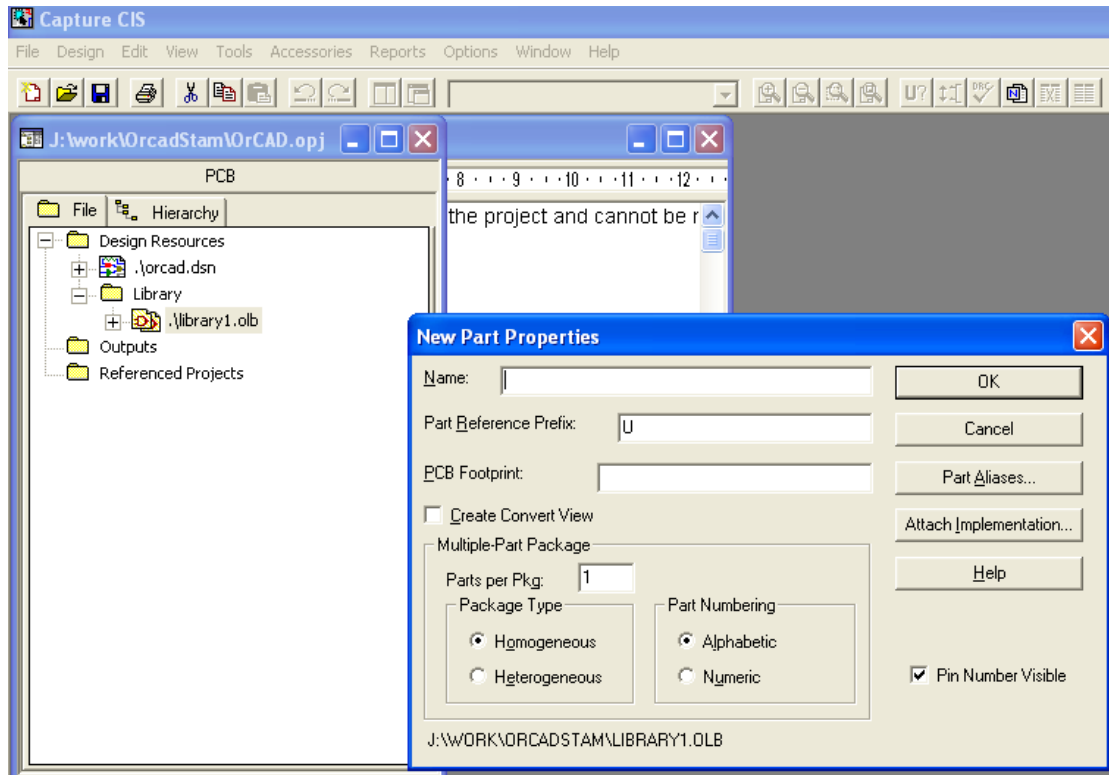 Capture CIS
File Design Edit View Tools Accessories Reports Options Window Help
U? DRC
J:\work\OrcadStam\OrCAD.opj
PCB
8 9 10 11 12
File Hierarchy
the project and cannot be r
Design Resources
.\orcad.dsn
Library
.\library1.olb
Outputs
Referenced Projects
New Part Properties
Name:
OK
Part Reference Prefix: U
Cancel
PCB Footprint:
Part Aliases...
Create Convert View
Attach Implementation...
Multiple-Part Package
Parts per Pkg: 1
Help
Package Type Part Numbering
Homogeneous Alphabetic
Heterogeneous Numeric
Pin Number Visible
J:\WORK\ORCADSTAM\LIBRARY1.OLB